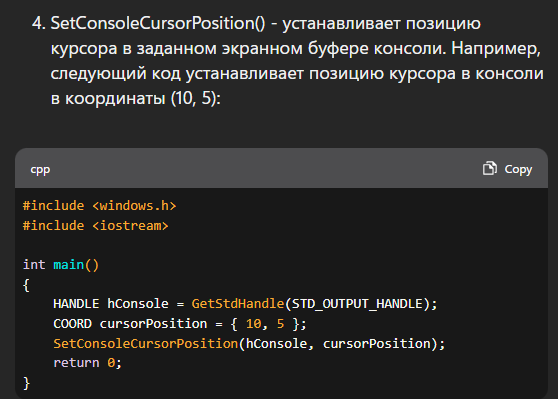 4. SetConsoleCursorPosition() - устанавливает позицию
курсора в заданном экранном буфере консоли. Например,
следующий код устанавливает позицию курсора в консоли
в координаты (10, 5):
cpp Copy
#include <windows.h>
#include <iostream>
int main()
{
    HANDLE hConsole = GetStdHandle(STD_OUTPUT_HANDLE);
    COORD cursorPosition = { 10, 5 };
    SetConsoleCursorPosition(hConsole, cursorPosition);
    return 0;
}